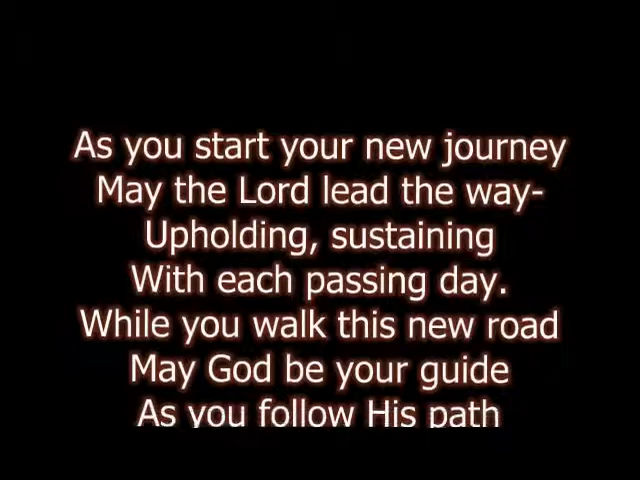 As you start your new journey
May the Lord lead the way-
Upholding, sustaining
With each passing day.
While you walk this new road
May God be your guide
As you follow His path